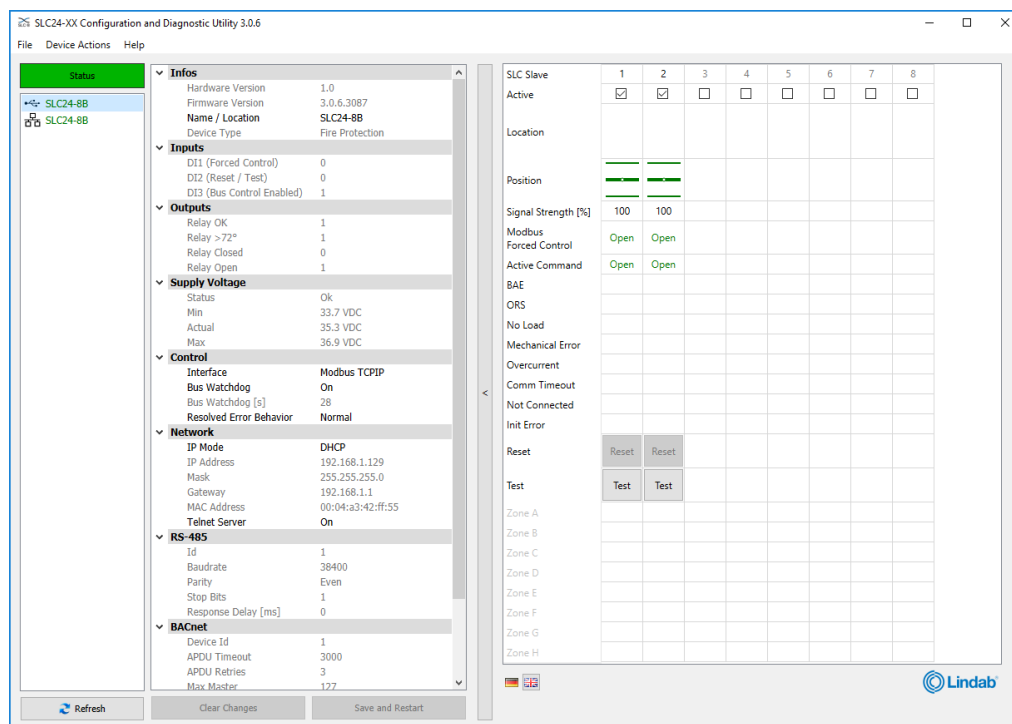 SLC24-XX Configuration and Diagnostic Utility 3.0.6
File Device Actions Help
Status
SLC24-8B
SLC24-8B
Infos
Hardware Version 1.0
Firmware Version 3.0.6.3087
Name / Location SLC24-8B
Device Type Fire Protection
Inputs
DI1 (Forced Control) 0
DI2 (Reset / Test) 0
DI3 (Bus Control Enabled) 1
Outputs
Relay OK 1
Relay >72° 1
Relay Closed 0
Relay Open 1
Supply Voltage
Status Ok
Min 33.7 VDC
Actual 35.3 VDC
Max 36.9 VDC
Control
Interface Modbus TCPIP
Bus Watchdog On
Bus Watchdog [s] 28
Resolved Error Behavior Normal
Network
IP Mode DHCP
IP Address 192.168.1.129
Mask 255.255.255.0
Gateway 192.168.1.1
MAC Address 00:04:a3:42:ff:55
Telnet Server On
RS-485
Id 1
Baudrate 38400
Parity Even
Stop Bits 1
Response Delay [ms] 0
BACnet
Device Id 1
APDU Timeout 3000
APDU Retries 3
Max Master 127
Refresh
Clear Changes
Save and Restart
<
SLC Slave 1 2 3 4 5 6 7 8
Active
Location
Position
Signal Strength [%] 100 100
Modbus
Forced Control Open Open
Active Command Open Open
BAE
ORS
No Load
Mechanical Error
Overcurrent
Comm Timeout
Not Connected
Init Error
Reset Reset Reset
Test Test Test
Zone A
Zone B
Zone C
Zone D
Zone E
Zone F
Zone G
Zone H
Lindab